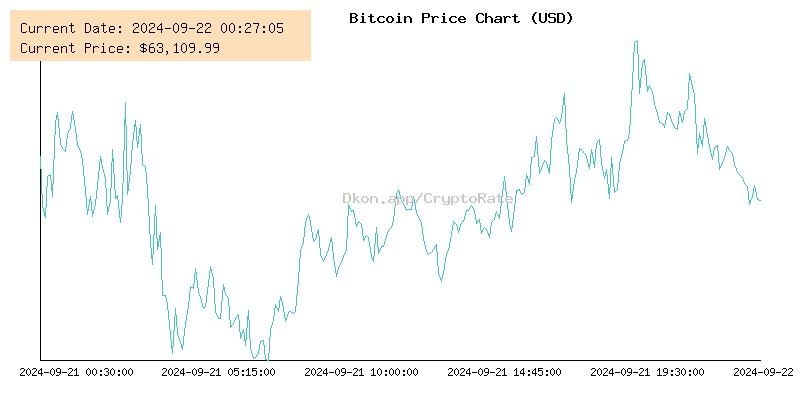 Bitcoin Price Chart (USD)
Current Date: 2024-09-22 00:27:05
Current Price: $63,109.99
Dkon.app/CryptoRate
2024-09-21 00:30:00
2024-09-21 05:15:00
2024-09-21 10:00:00
2024-09-21 14:45:00
2024-09-21 19:30:00
2024-09-22